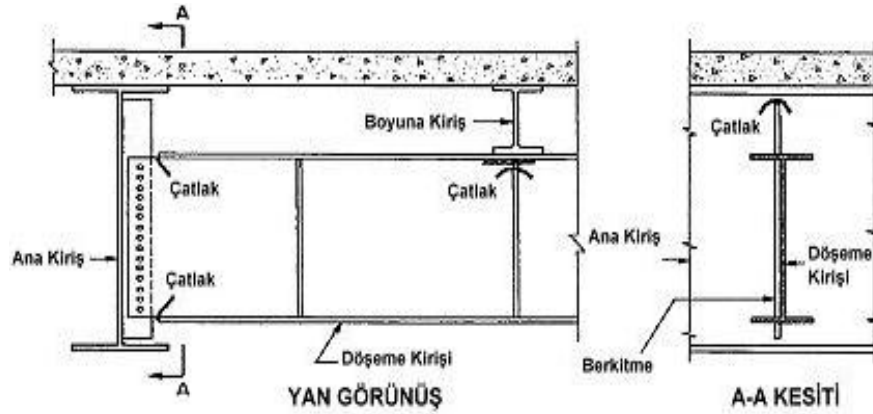 A
Boyuna Kiriş
Çatlak
Çatlak
Çatlak
Ana Kiriş
Ana Kiriş
Çatlak
Döşeme
Kirişi
Döşeme Kirişi
Berkitme
A
YAN GÖRÜNÜŞ
A-A KESİTİ